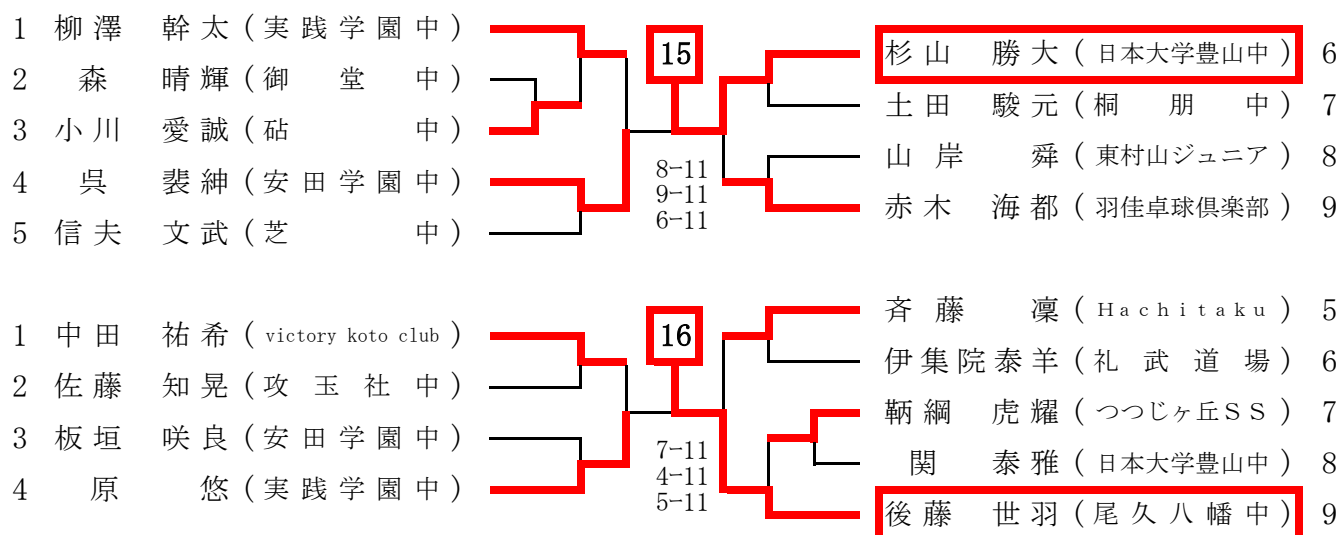 1 柳澤 幹太(実践学園中)
2 森 晴輝(御堂中)
3 小川 愛誠(砧中)
4 呉 裴紳(安田学園中)
5 信夫 文武(芝中)
15
8-11
9-11
6-11
杉山 勝大(日本大学豊山中) 6
土田 駿元(桐朋中) 7
山岸 舜(東村山ジュニア) 8
赤木 海都(羽佳卓球倶楽部) 9
1 中田 祐希(victory koto club)
2 佐藤 知晃(攻玉社中)
3 板垣 咲良(安田学園中)
4 原 悠(実践学園中)
16
7-11
4-11
5-11
斉藤 凜(Hachitaku) 5
伊集院泰羊(礼武道場) 6
鞆綱 虎耀(つつじヶ丘SS) 7
関 泰雅(日本大学豊山中) 8
後藤 世羽(尾久八幡中) 9